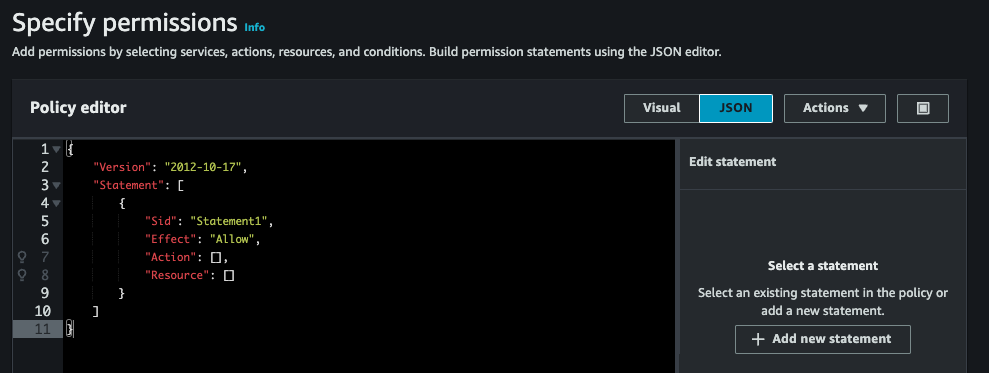 Specify permissions Info
Add permissions by selecting services, actions, resources, and conditions. Build permission statements using the JSON editor.
Policy editor
Visual
JSON
Actions
1 {
2 "Version": "2012-10-17",
3 "Statement": [
4 {
5 "Sid": "Statement1",
6 "Effect": "Allow",
7 "Action": [],
8 "Resource": []
9 }
10 ]
11 }
Edit statement
Select a statement
Select an existing statement in the policy or
add a new statement.
+ Add new statement